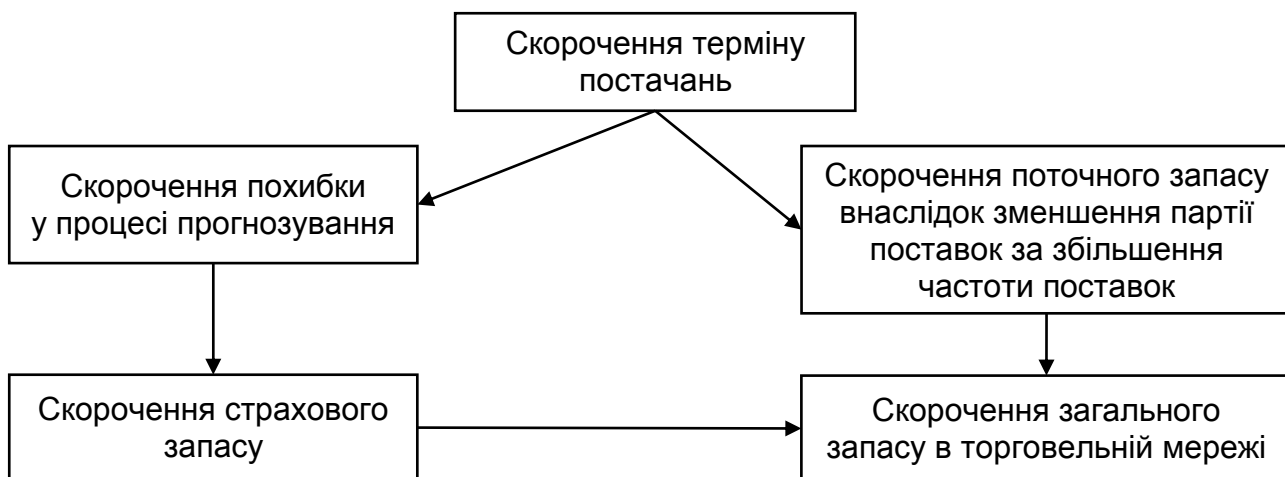 Скорочення терміну
постачань
Скорочення похибки
у процесі прогнозування
Скорочення поточного запасу
внаслідок зменшення партії
поставок за збільшення
частоти поставок
Скорочення страхового
запасу
Скорочення загального
запасу в торговельній мережі